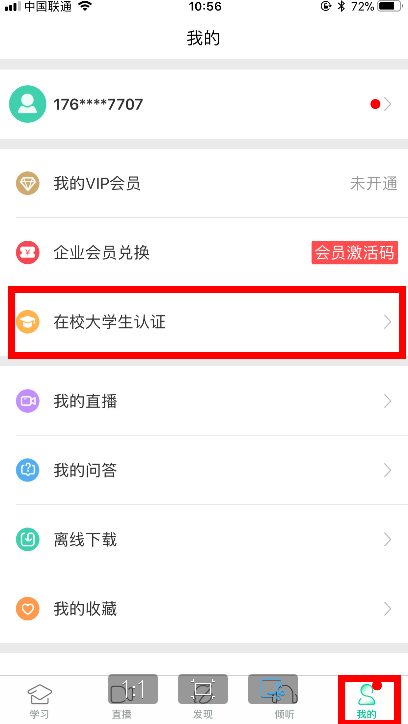 中国联通 10:56 72%
我的
176****7707
我的VIP会员 未开通
企业会员兑换 会员激活码
在校大学生认证
我的直播
我的问答
离线下载
我的收藏
1:1
学习 直播 发现 倾听 我的